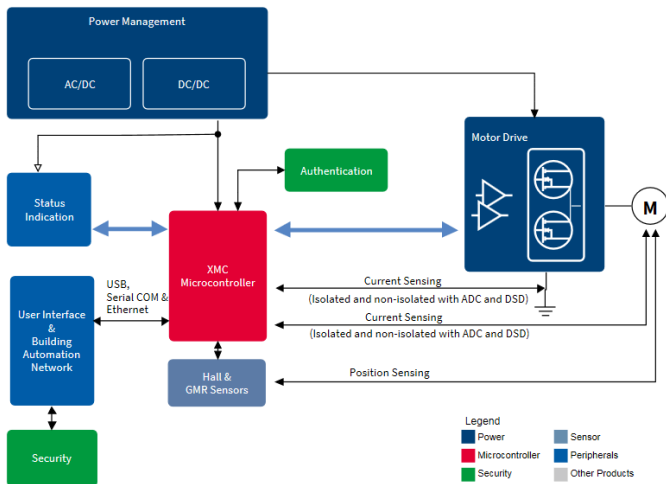 Power Management
AC/DC
DC/DC
Motor Drive
Authentication
Status
Indication
M
XMC
Microcontroller
USB,
Serial COM &
Ethernet
Current Sensing
(Isolated and non-isolated with ADC and DSD)
User Interface
&
Building
Automation
Network
Current Sensing
(Isolated and non-isolated with ADC and DSD)
Hall &
GMR Sensors
Position Sensing
Security
Legend
Power
Sensor
Microcontroller
Peripherals
Security
Other Products